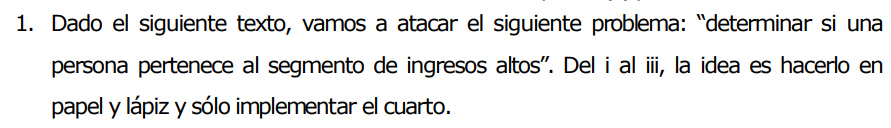 1. Dado el siguiente texto, vamos a atacar el siguiente problema: “determinar si una
persona pertenece al segmento de ingresos altos”. Del i al iii, la idea es hacerlo en
papel y lápiz y sólo implementar el cuarto.